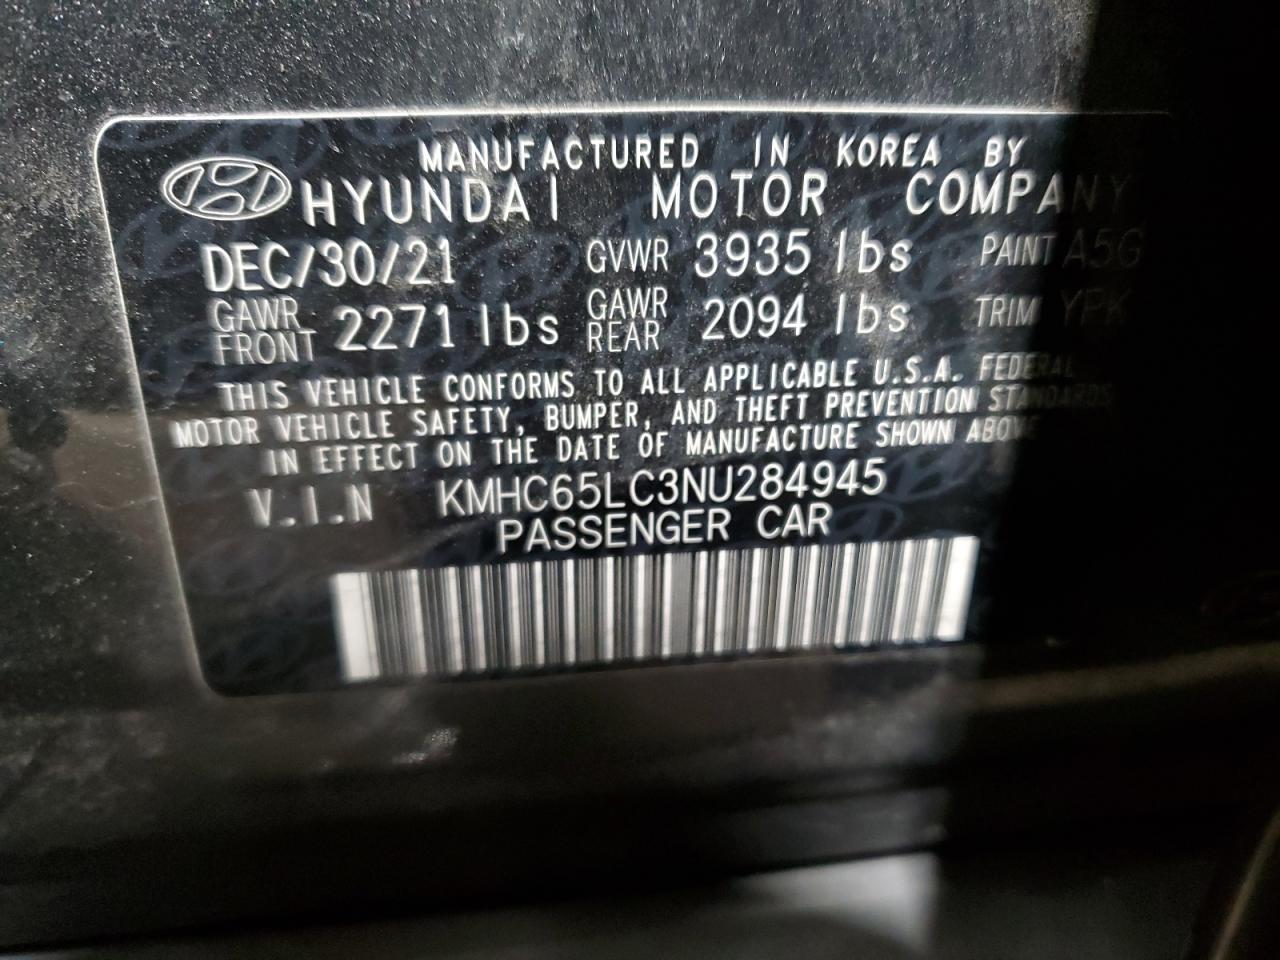 MANUFACTURED IN KOREA BY
HYUNDAI MOTOR COMPANY
DEC/30/21 GVWR 3935 lbs PAINT A5G
GAWR FRONT 2271 lbs GAWR REAR 2094 lbs TRIM YPK
THIS VEHICLE CONFORMS TO ALL APPLICABLE U.S.A. FEDERAL
MOTOR VEHICLE SAFETY, BUMPER, AND THEFT PREVENTION STANDARDS
IN EFFECT ON THE DATE OF MANUFACTURE SHOWN ABOVE
V.I.N KMHC65LC3NU284945
PASSENGER CAR